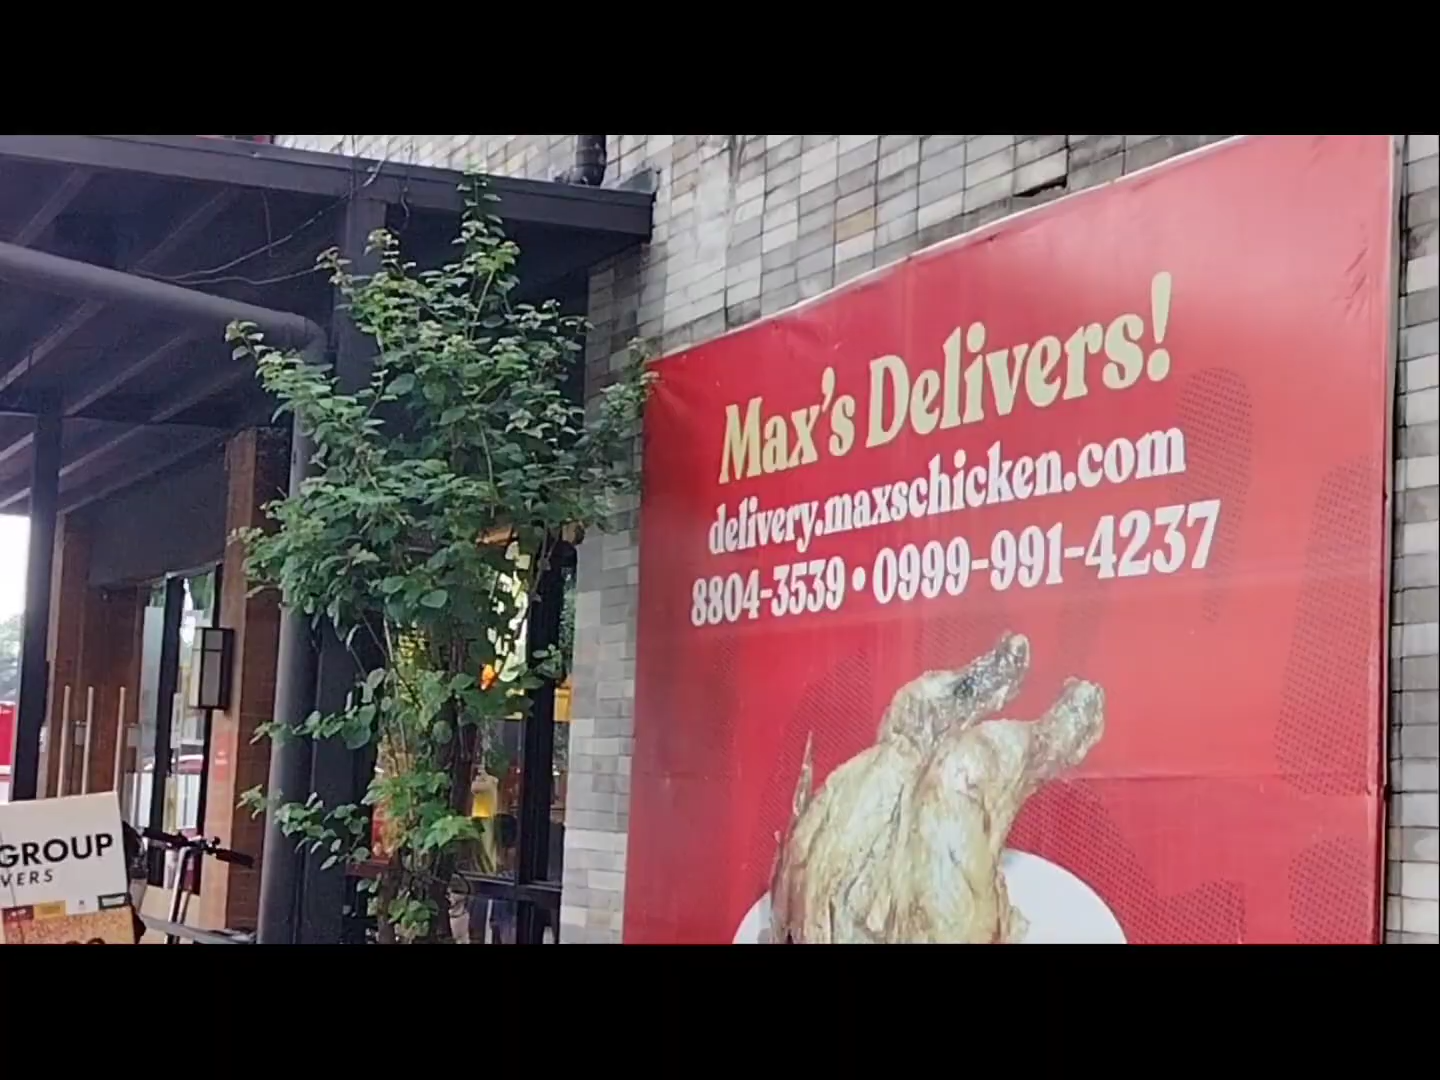 Max's Delivers!
delivery.maxschicken.com
8804-3539 • 0999-991-4237
GROUP
VERS